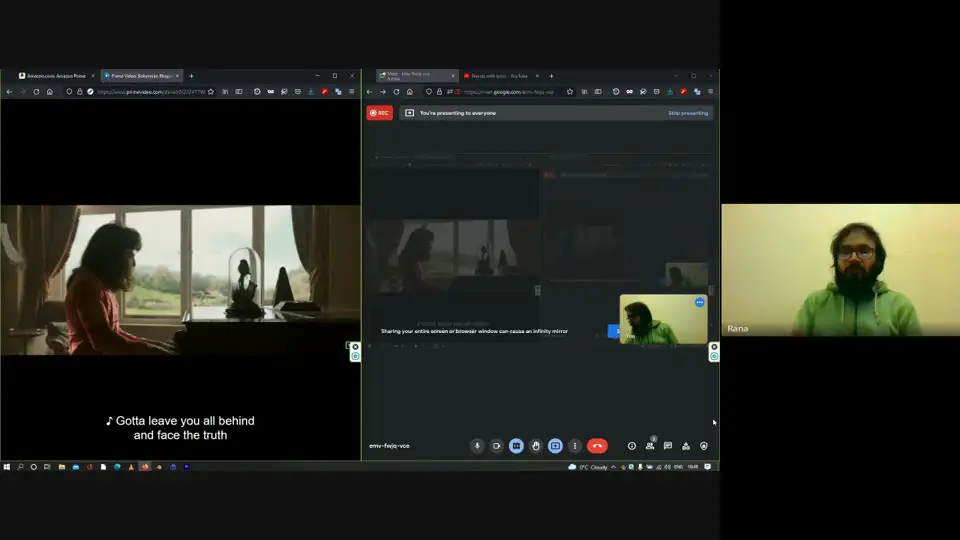 Amazon.com: Amazon Prime
Prime Video: Bohemian Rhaps
https://www.primevideo.com/detail/
♪ Gotta leave you all behind
and face the truth
Meet - emv-fwjq-vce
with lyrics - YouTube
https://meet.google.com/emv-fwjq-vce
REC
You're presenting to everyone
Stop presenting
Sharing your entire screen or browser window can cause an infinity mirror
You
emv-fwjq-vce
0°C Cloudy
ENG
Rana